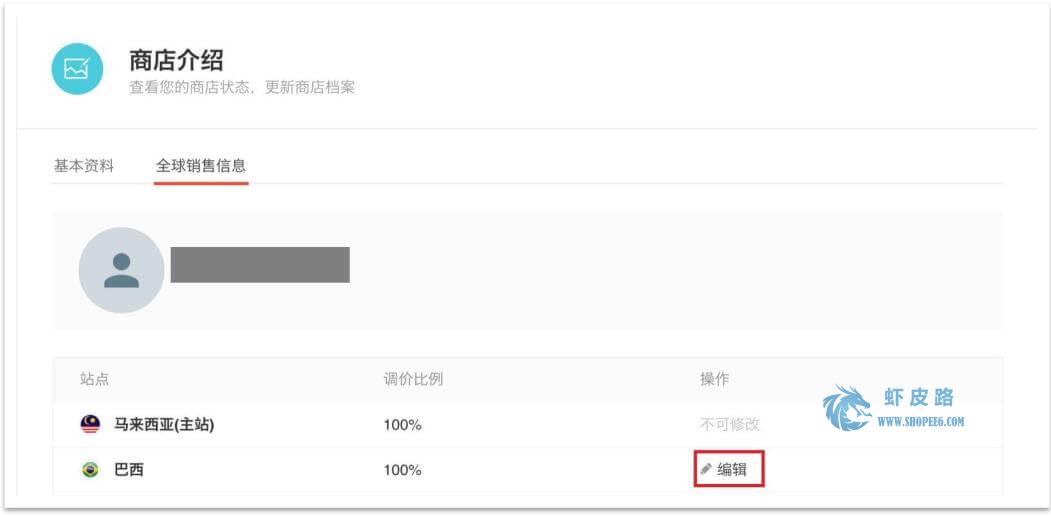 商店介绍
查看您的商店状态，更新商店档案
基本资料 全球销售信息
站点 调价比例 操作
马来西亚(主站) 100% 不可修改
巴西 100% 编辑
虾皮路
WWW.SHOPEE6.COM